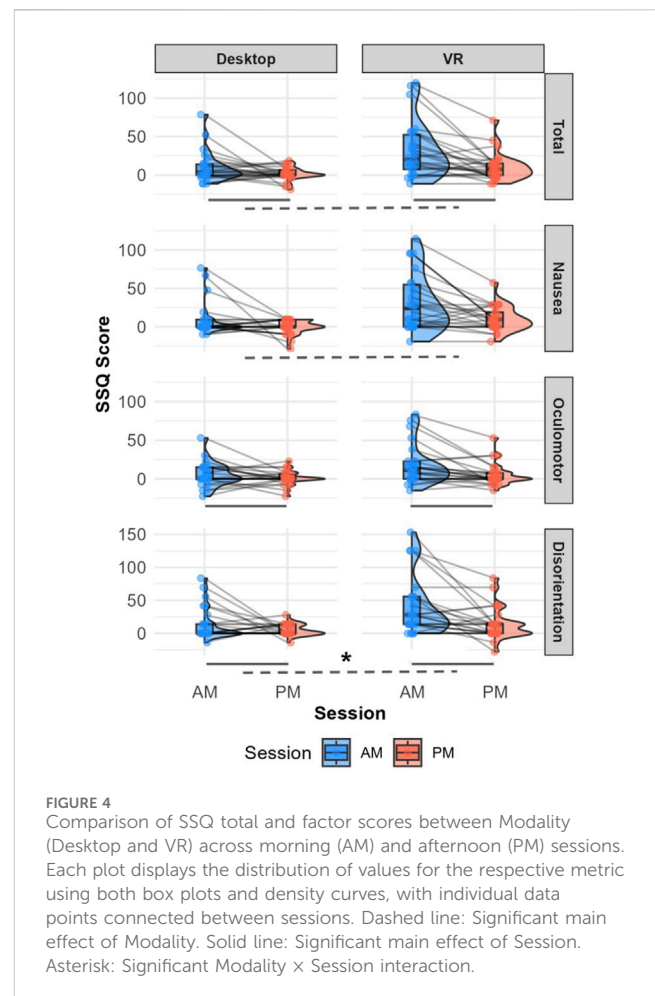 Desktop
VR
Total
100
50
0
Nausea
100
50
0
SSQ Score
Oculomotor
100
50
0
Disorientation
150
100
50
0
*
AM
PM
AM
PM
Session
Session AM PM
FIGURE 4
Comparison of SSQ total and factor scores between Modality
(Desktop and VR) across morning (AM) and afternoon (PM) sessions.
Each plot displays the distribution of values for the respective metric
using both box plots and density curves, with individual data
points connected between sessions. Dashed line: Significant main
effect of Modality. Solid line: Significant main effect of Session.
Asterisk: Significant Modality × Session interaction.